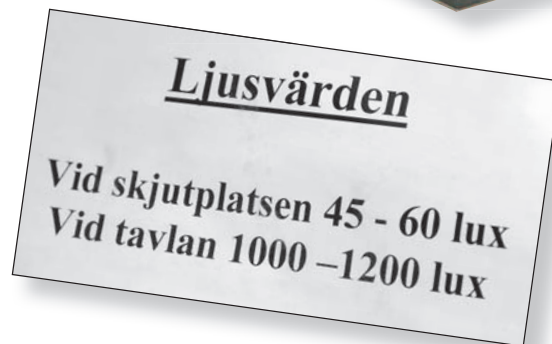 Ljusvärden
Vid skjutplatsen 45 - 60 lux
Vid tavlan 1000 –1200 lux